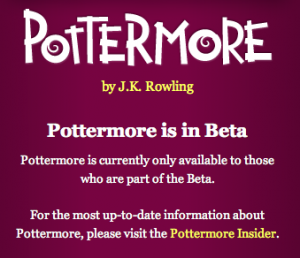 POTTERMORE
by J.K. Rowling
Pottermore is in Beta
Pottermore is currently only available to those
who are part of the Beta.
For the most up-to-date information about
Pottermore, please visit the Pottermore Insider.